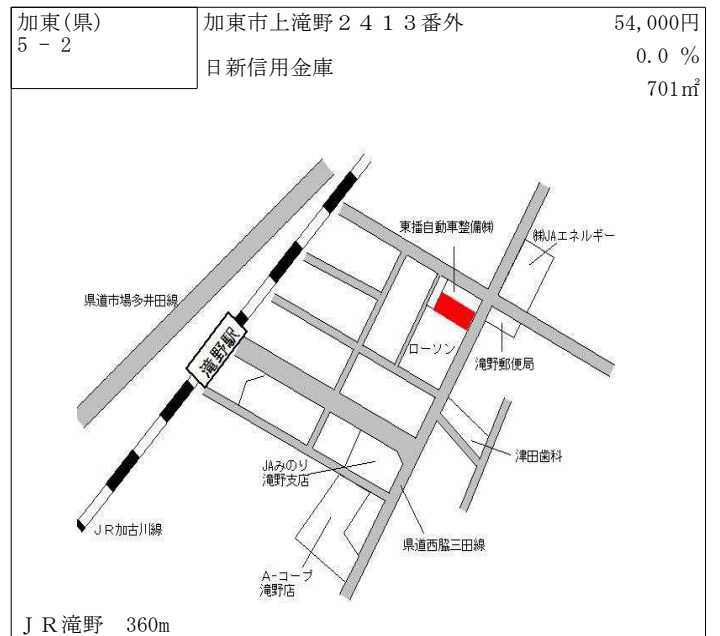 加東(県)
5 - 2
加東市上滝野２４１３番外
54,000円
日新信用金庫
0.0 %
701㎡
東播自動車整備㈱
㈱JAエネルギー
県道市場多井田線
滝野駅
ローソン
滝野郵便局
JAみのり
滝野支店
津田歯科
ＪＲ加古川線
県道西脇三田線
A-コープ
滝野店
ＪＲ滝野　360m